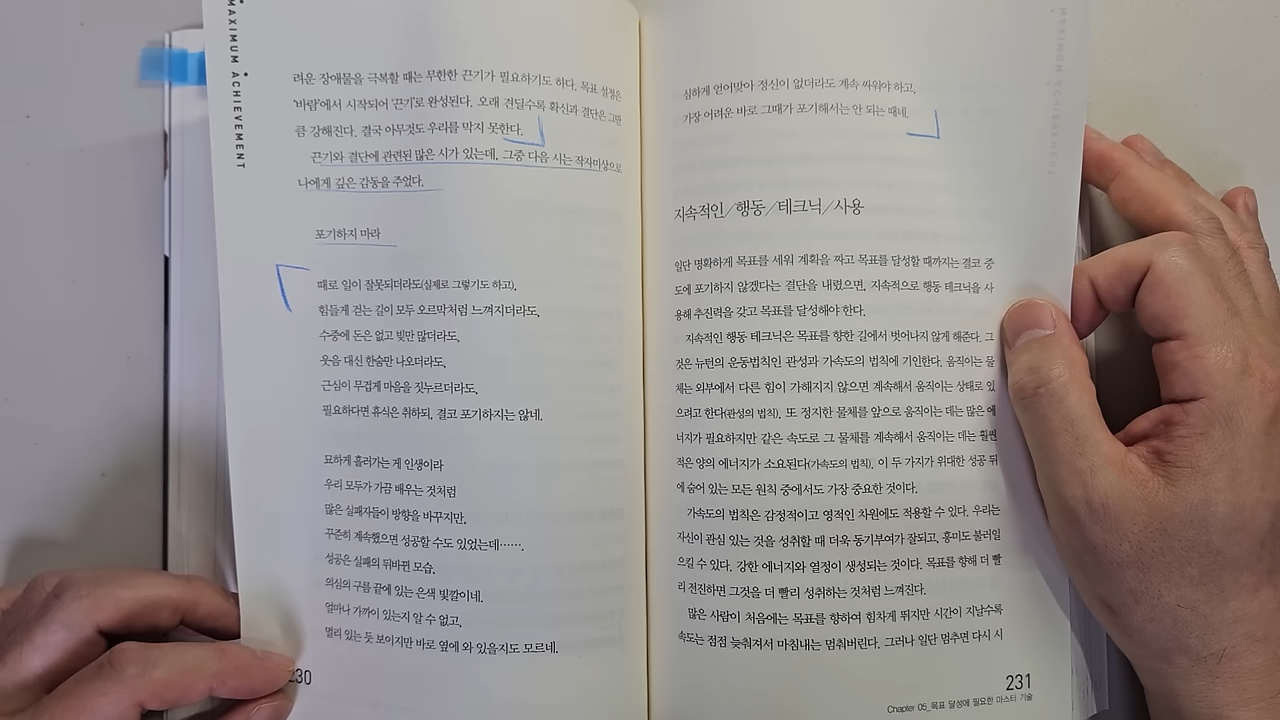 MAXIMUM ACHIEVEMENT
려운 장애물을 극복할 때는 무한한 끈기가 필요하기도 하다. 목표 설정은
'바람'에서 시작되어 '끈기'로 완성된다. 오래 견딜수록 확신과 결단은 그만
큼 강해진다. 결국 아무것도 우리를 막지 못한다.
끈기와 결단에 관련된 많은 시가 있는데, 그중 다음 시는 작자미상으로
나에게 깊은 감동을 주었다.
포기하지 마라
때로 일이 잘못되더라도(실제로 그렇기도 하고),
힘들게 걷는 길이 모두 오르막처럼 느껴지더라도,
수중에 돈은 없고 빚만 많더라도,
웃음 대신 한숨만 나오더라도,
근심이 무겁게 마음을 짓누르더라도,
필요하다면 휴식은 취하되, 결코 포기하지는 않네.
묘하게 흘러가는 게 인생이라
우리 모두가 가끔 배우는 것처럼
많은 실패자들이 방향을 바꾸지만,
꾸준히 계속했으면 성공할 수도 있었는데…….
성공은 실패의 뒤바뀐 모습,
의심의 구름 끝에 있는 은색 빛깔이네.
얼마나 가까이 있는지 알 수 없고,
멀리 있는 듯 보이지만 바로 옆에 와 있을지도 모르네.
230
심하게 얻어맞아 정신이 없더라도 계속 싸워야 하고,
가장 어려운 바로 그때가 포기해서는 안 되는 때네.
지속적인/행동/테크닉/사용
일단 명확하게 목표를 세워 계획을 짜고 목표를 달성할 때까지는 결코 중
도에 포기하지 않겠다는 결단을 내렸으면, 지속적으로 행동 테크닉을 사
용해 추진력을 갖고 목표를 달성해야 한다.
지속적인 행동 테크닉은 목표를 향한 길에서 벗어나지 않게 해준다. 그
것은 뉴턴의 운동법칙인 관성과 가속도의 법칙에 기인한다. 움직이는 물
체는 외부에서 다른 힘이 가해지지 않으면 계속해서 움직이는 상태로 있
으려고 한다(관성의 법칙). 또 정지한 물체를 앞으로 움직이는 데는 많은 에
너지가 필요하지만 같은 속도로 그 물체를 계속해서 움직이는 데는 훨씬
적은 양의 에너지가 소요된다(가속도의 법칙). 이 두 가지가 위대한 성공 뒤
에 숨어 있는 모든 원칙 중에서도 가장 중요한 것이다.
가속도의 법칙은 감정적이고 영적인 차원에도 적용할 수 있다. 우리는
자신이 관심 있는 것을 성취할 때 더욱 동기부여가 잘되고, 흥미도 불러일
으킬 수 있다. 강한 에너지와 열정이 생성되는 것이다. 목표를 향해 더 빨
리 전진하면 그것을 더 빨리 성취하는 것처럼 느껴진다.
많은 사람이 처음에는 목표를 향하여 힘차게 뛰지만 시간이 지날수록
속도는 점점 늦춰져서 마침내는 멈춰버린다. 그러나 일단 멈추면 다시 시
231
Chapter 05_목표 달성에 필요한 마스터 기술
MAXIMUM ACHIEVEMENT